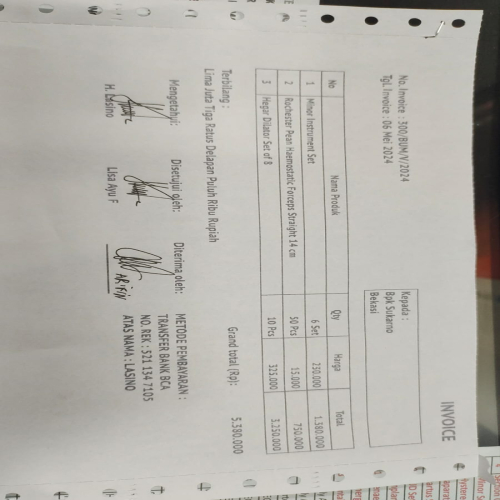 INVOICE
No. Invoice : 300/BUM/V/2024
Tgl. Invoice : 06 Mei 2024
Kepada :
Bpk Sukarno
Bekasi
No Nama Produk Qty Harga Total
1 Minor Instrument Set 6 Set 230.000 1.380.000
2 Rochester Pean Haemostatic Forceps Straight 14 cm 50 Pcs 15.000 750.000
3 Hegar Dilator Set of 8 10 Pcs 325.000 3.250.000
Grand total (Rp): 5.380.000
Terbilang :
Lima Juta Tiga Ratus Delapan Puluh Ribu Rupiah
Mengetahui: Disetujui oleh: Diterima oleh:
H. Lasino Lisa Ayu F ARIFIN
METODE PEMBAYARAN :
TRANSFER BANK BCA
NO. REK : 521 134 7105
ATAS NAMA : LASINO